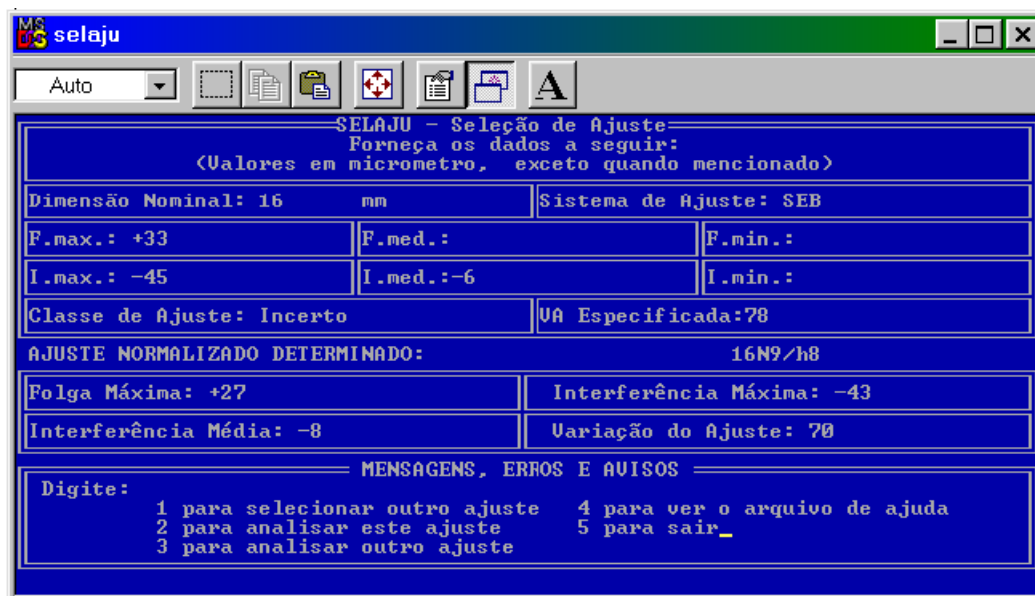 MS DOS selaju
Auto A
SELAJU - Seleção de Ajuste
Forneça os dados a seguir:
(Valores em micrometro, exceto quando mencionado)
Dimensão Nominal: 16 mm Sistema de Ajuste: SEB
F.max.: +33 F.med.: F.min.:
I.max.: -45 I.med.:-6 I.min.:
Classe de Ajuste: Incerto VA Especificada:78
AJUSTE NORMALIZADO DETERMINADO: 16N9/h8
Folga Máxima: +27 Interferência Máxima: -43
Interferência Média: -8 Variação do Ajuste: 70
MENSAGENS, ERROS E AVISOS
Digite:
1 para selecionar outro ajuste 4 para ver o arquivo de ajuda
2 para analisar este ajuste 5 para sair_
3 para analisar outro ajuste